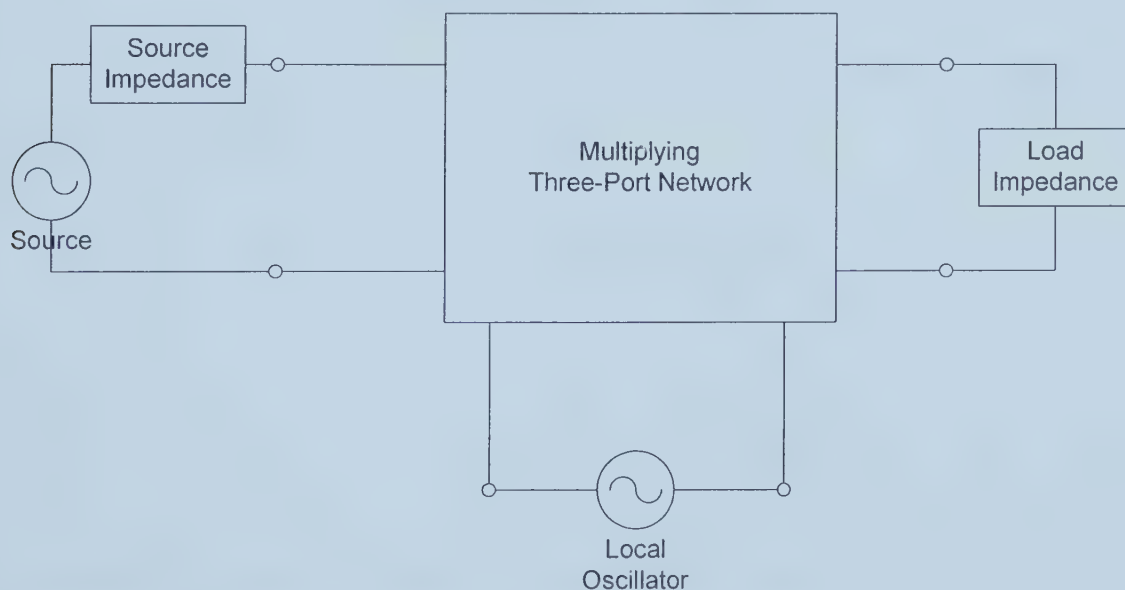 Source
Impedance
Source
Multiplying
Three-Port Network
Load
Impedance
Local
Oscillator